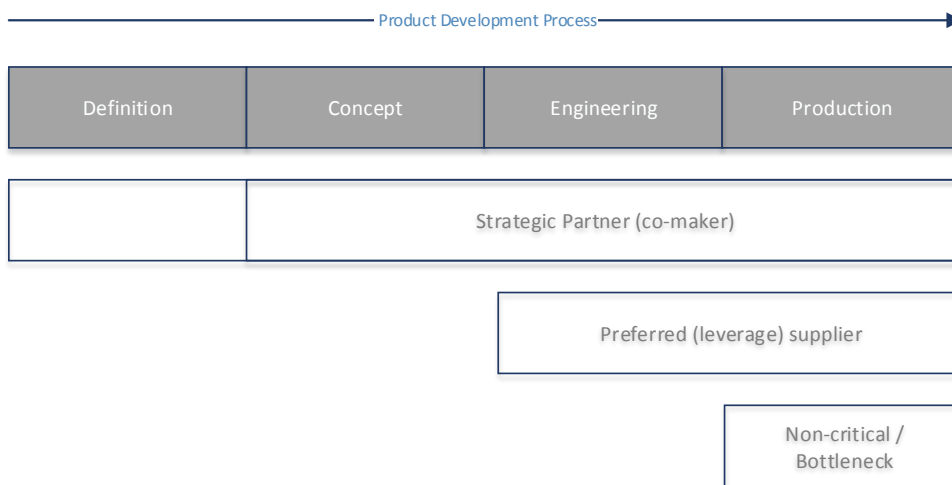 Product Development Process
Definition
Concept
Engineering
Production
Strategic Partner (co-maker)
Preferred (leverage) supplier
Non-critical /
Bottleneck